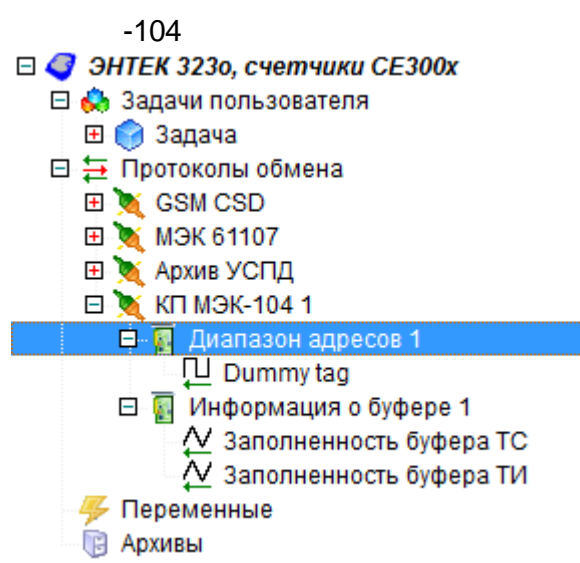 -104
ЭНТЕК 323о, счетчики СЕ300х
Задачи пользователя
Задача
Протоколы обмена
GSM CSD
МЭК 61107
Архив УСПД
КП МЭК-104 1
Диапазон адресов 1
Dummy tag
Информация о буфере 1
Заполненность буфера ТС
Заполненность буфера ТИ
Переменные
Архивы